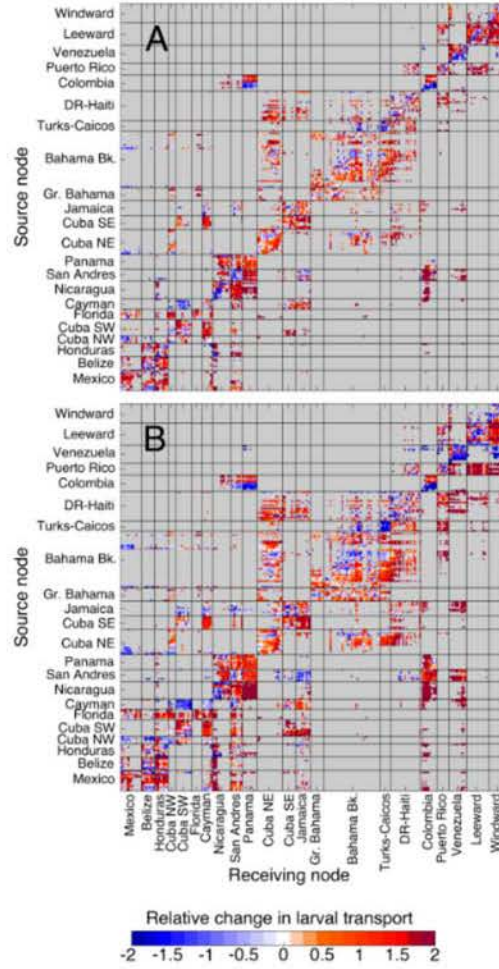 A
Source node
Windward
Leeward
Venezuela
Puerto Rico
Colombia
DR-Haiti
Turks-Caicos
Bahama Bk.
Gr. Bahama
Jamaica
Cuba SE
Cuba NE
Panama
San Andres
Nicaragua
Cayman
Florida
Cuba SW
Cuba NW
Honduras
Belize
Mexico
B
Source node
Windward
Leeward
Venezuela
Puerto Rico
Colombia
DR-Haiti
Turks-Caicos
Bahama Bk.
Gr. Bahama
Jamaica
Cuba SE
Cuba NE
Panama
San Andres
Nicaragua
Cayman
Florida
Cuba SW
Cuba NW
Honduras
Belize
Mexico
Mexico
Belize
Honduras
Cuba NW
Cuba SW
Florida
Cayman
Nicaragua
San Andres
Panama
Cuba NE
Cuba SE
Jamaica
Gr. Bahama
Bahama Bk.
Turks-Caicos
DR-Haiti
Colombia
Puerto Rico
Venezuela
Leeward
Windward
Receiving node
Relative change in larval transport
-2 -1.5 -1 -0.5 0 0.5 1 1.5 2